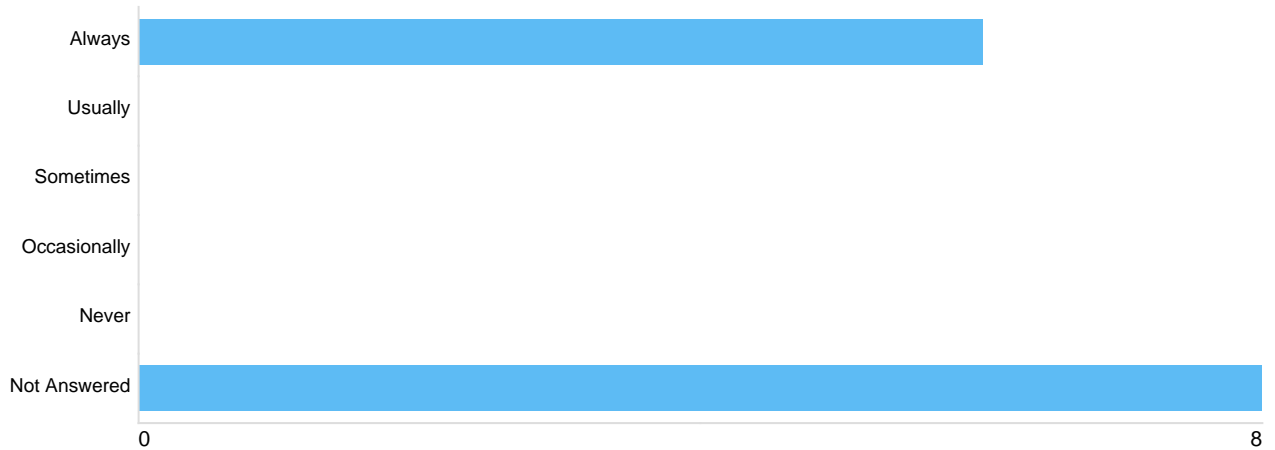 Always
Usually
Sometimes
Occasionally
Never
Not Answered
0 8